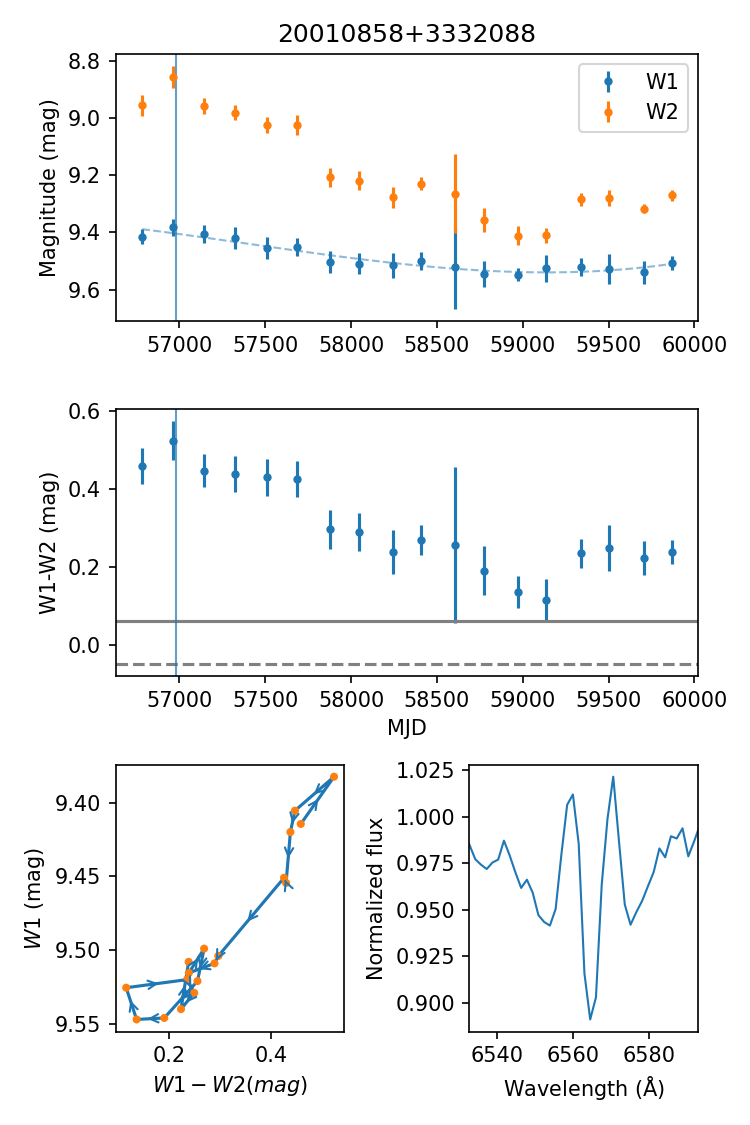 20010858+3332088
Magnitude (mag)
8.8
9.0
9.2
9.4
9.6
W1
W2
57000 57500 58000 58500 59000 59500 60000
W1-W2 (mag)
0.6
0.4
0.2
0.0
57000 57500 58000 58500 59000 59500 60000
MJD
W1 (mag)
9.40
9.45
9.50
9.55
0.2 0.4
W1 − W2(mag)
Normalized flux
1.025
1.000
0.975
0.950
0.925
0.900
6540 6560 6580
Wavelength (Å)